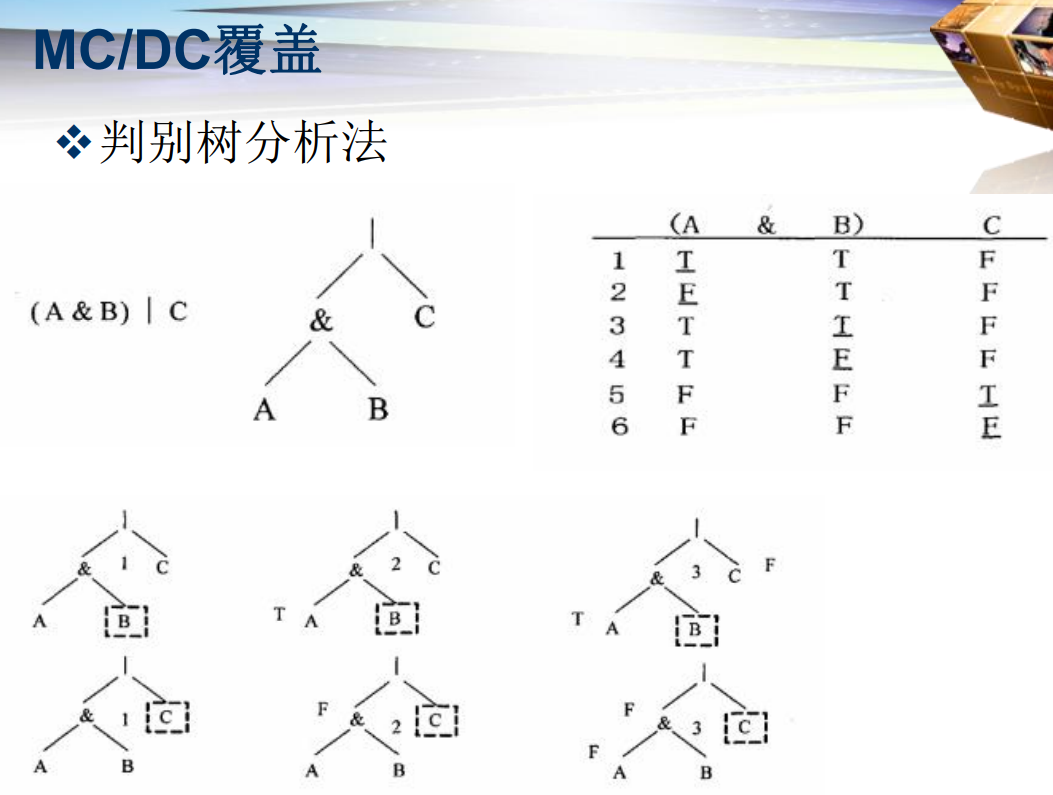 MC/DC覆盖
❖判别树分析法
(A & B) | C
|
& C
A B
(A & B) C
1 T T F
2 F T F
3 T T F
4 T F F
5 F F T
6 F F F
|
& 1 C
A B
|
& 2 C
T A B
|
& 3 C F
T A B
|
& 1 C
A B
|
F & 2 C
A B
|
F & 3 C
F A B